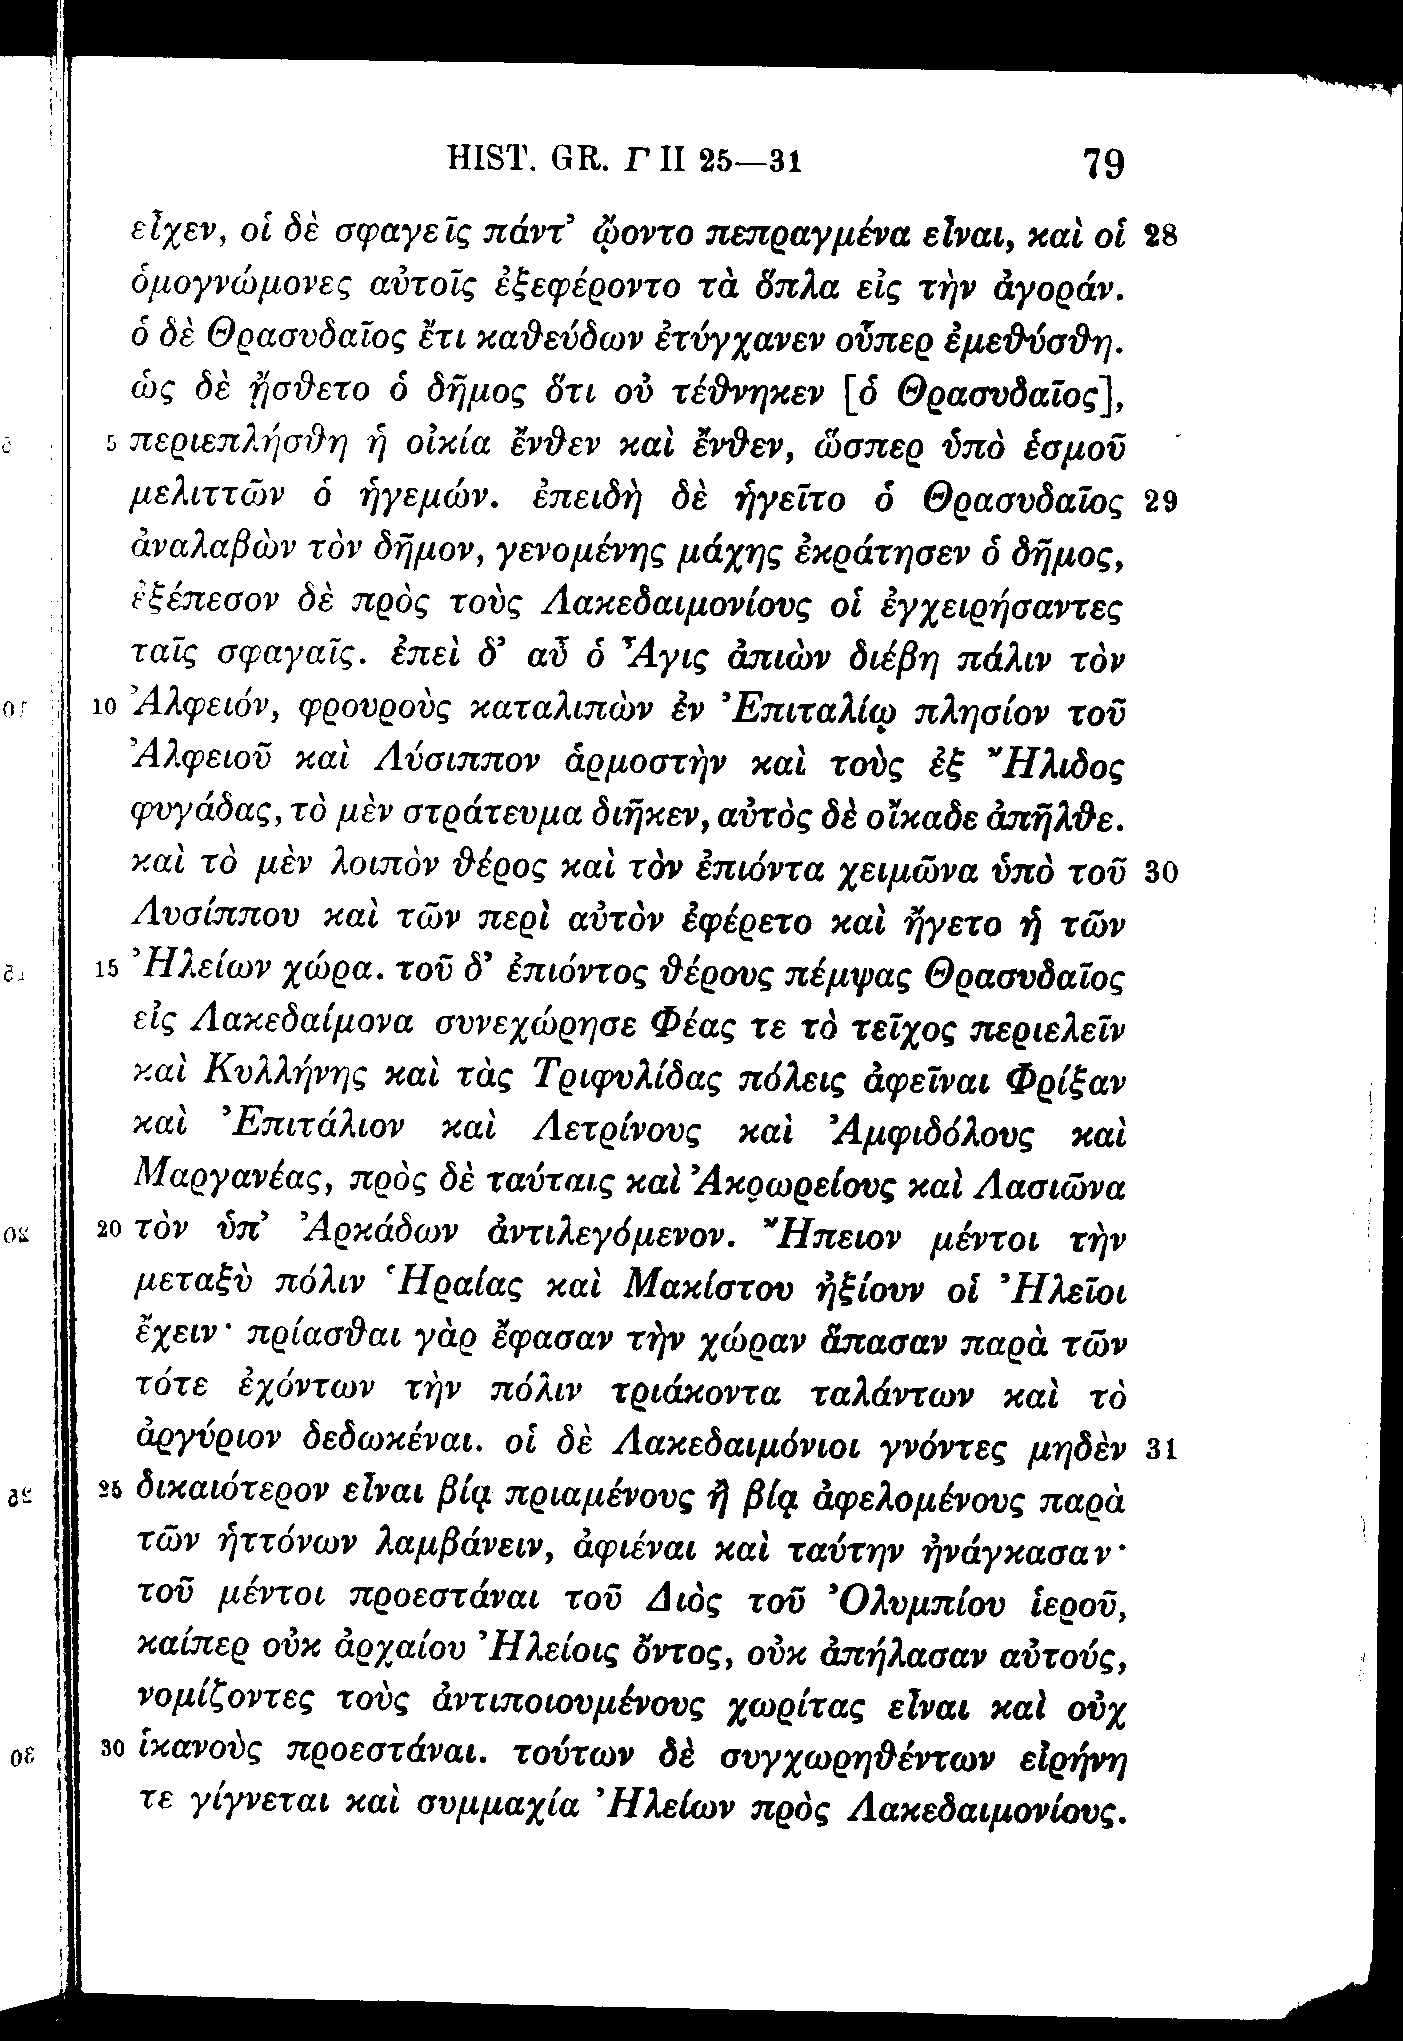 HIST. GR. Γ II 25—31 79
εἶχεν, οἱ δὲ σφαγεῖς πάντ’ ᾤοντο πεπραγμένα εἶναι, καὶ οἱ 28
ὁμογνώμονες αὐτοῖς ἐξεφέροντο τὰ ὅπλα εἰς τὴν ἀγοράν.
ὁ δὲ Θρασυδαῖος ἔτι καθεύδων ἐτύγχανεν οὗπερ ἐμεθύσθη.
ὡς δὲ ᾔσθετο ὁ δῆμος ὅτι οὐ τέθνηκεν [ὁ Θρασυδαῖος],
5 περιεπλήσθη ἡ οἰκία ἔνθεν καὶ ἔνθεν, ὥσπερ ὑπὸ ἑσμοῦ
μελιττῶν ὁ ἡγεμών. ἐπειδὴ δὲ ἡγεῖτο ὁ Θρασυδαῖος 29
ἀναλαβὼν τὸν δῆμον, γενομένης μάχης ἐκράτησεν ὁ δῆμος,
ἐξέπεσον δὲ πρὸς τοὺς Λακεδαιμονίους οἱ ἐγχειρήσαντες
ταῖς σφαγαῖς. ἐπεὶ δ’ αὖ ὁ Ἆγις ἀπιὼν διέβη πάλιν τὸν
10 Ἀλφειόν, φρουροὺς καταλιπὼν ἐν Ἐπιταλίῳ πλησίον τοῦ
Ἀλφειοῦ καὶ Λύσιππον ἁρμοστὴν καὶ τοὺς ἐξ Ἤλιδος
φυγάδας, τὸ μὲν στράτευμα διῆκεν, αὐτὸς δὲ οἴκαδε ἀπῆλθε.
καὶ τὸ μὲν λοιπὸν θέρος καὶ τὸν ἐπιόντα χειμῶνα ὑπὸ τοῦ 30
Λυσίππου καὶ τῶν περὶ αὐτὸν ἐφέρετο καὶ ἤγετο ἡ τῶν
15 Ἠλείων χώρα. τοῦ δ’ ἐπιόντος θέρους πέμψας Θρασυδαῖος
εἰς Λακεδαίμονα συνεχώρησε Φέας τε τὸ τεῖχος περιελεῖν
καὶ Κυλλήνης καὶ τὰς Τριφυλίδας πόλεις ἀφεῖναι Φρίξαν
καὶ Ἐπιτάλιον καὶ Λετρίνους καὶ Ἀμφιδόλους καὶ
Μαργανέας, πρὸς δὲ ταύταις καὶ Ἀκρωρείους καὶ Λασιῶνα
20 τὸν ὑπ’ Ἀρκάδων ἀντιλεγόμενον. Ἤπειον μέντοι τὴν
μεταξὺ πόλιν Ἡραίας καὶ Μακίστου ἠξίουν οἱ Ἠλεῖοι
ἔχειν· πρίασθαι γὰρ ἔφασαν τὴν χώραν ἅπασαν παρὰ τῶν
τότε ἐχόντων τὴν πόλιν τριάκοντα ταλάντων καὶ τὸ
ἀργύριον δεδωκέναι. οἱ δὲ Λακεδαιμόνιοι γνόντες μηδὲν 31
25 δικαιότερον εἶναι βίᾳ πριαμένους ἢ βίᾳ ἀφελομένους παρὰ
τῶν ἡττόνων λαμβάνειν, ἀφιέναι καὶ ταύτην ἠνάγκασαν·
τοῦ μέντοι προεστάναι τοῦ Διὸς τοῦ Ὀλυμπίου ἱεροῦ,
καίπερ οὐκ ἀρχαίου Ἠλείοις ὄντος, οὐκ ἀπήλασαν αὐτούς,
νομίζοντες τοὺς ἀντιποιουμένους χωρίτας εἶναι καὶ οὐχ
30 ἱκανοὺς προεστάναι. τούτων δὲ συγχωρηθέντων εἰρήνη
τε γίγνεται καὶ συμμαχία Ἠλείων πρὸς Λακεδαιμονίους.